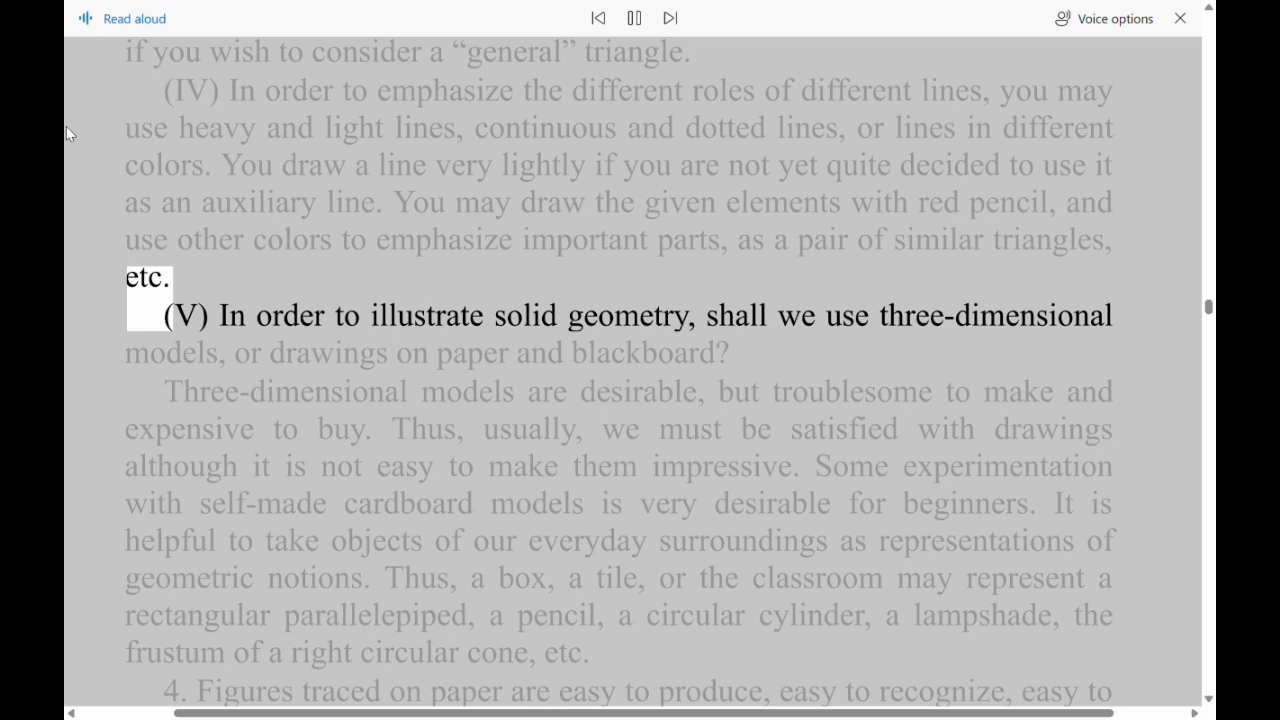 Read aloud
Voice options
if you wish to consider a “general” triangle.
(IV) In order to emphasize the different roles of different lines, you may
use heavy and light lines, continuous and dotted lines, or lines in different
colors. You draw a line very lightly if you are not yet quite decided to use it
as an auxiliary line. You may draw the given elements with red pencil, and
use other colors to emphasize important parts, as a pair of similar triangles,
etc.
(V) In order to illustrate solid geometry, shall we use three-dimensional
models, or drawings on paper and blackboard?
Three-dimensional models are desirable, but troublesome to make and
expensive to buy. Thus, usually, we must be satisfied with drawings
although it is not easy to make them impressive. Some experimentation
with self-made cardboard models is very desirable for beginners. It is
helpful to take objects of our everyday surroundings as representations of
geometric notions. Thus, a box, a tile, or the classroom may represent a
rectangular parallelepiped, a pencil, a circular cylinder, a lampshade, the
frustum of a right circular cone, etc.
4. Figures traced on paper are easy to produce, easy to recognize, easy to